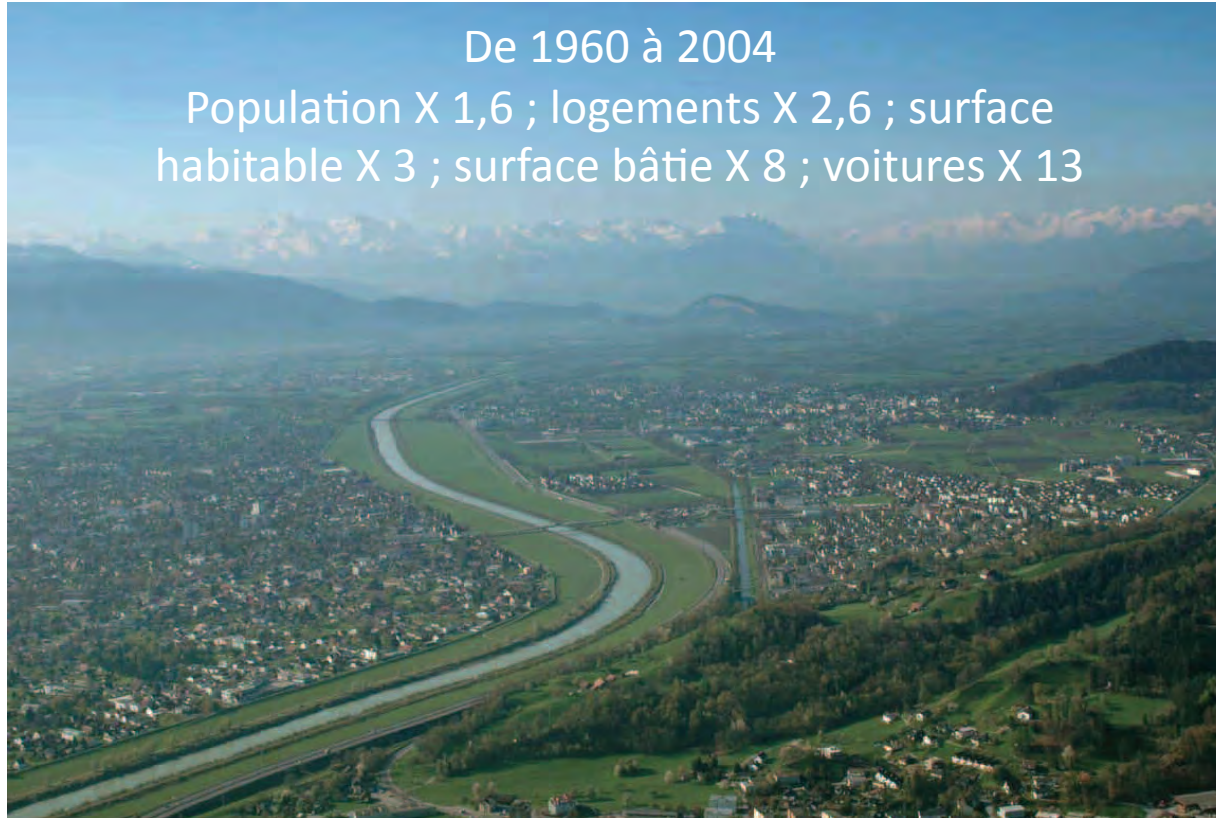 De 1960 à 2004
Population X 1,6 ; logements X 2,6 ; surface
habitable X 3 ; surface bâtie X 8 ; voitures X 13